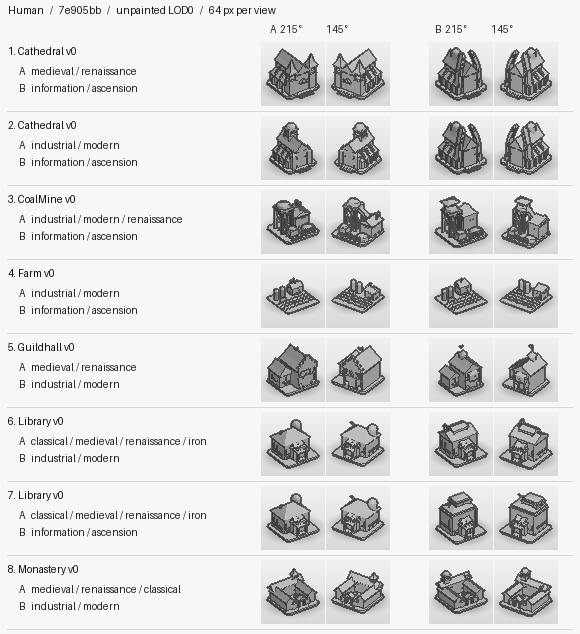 Human / 7e905bb / unpainted LOD0 / 64 px per view
A 215° 145° B 215° 145°
1. Cathedral v0
A medieval / renaissance
B information / ascension
2. Cathedral v0
A industrial / modern
B information / ascension
3. CoalMine v0
A industrial / modern / renaissance
B information / ascension
4. Farm v0
A industrial / modern
B information / ascension
5. Guildhall v0
A medieval / renaissance
B industrial / modern
6. Library v0
A classical / medieval / renaissance / iron
B industrial / modern
7. Library v0
A classical / medieval / renaissance / iron
B information / ascension
8. Monastery v0
A medieval / renaissance / classical
B industrial / modern